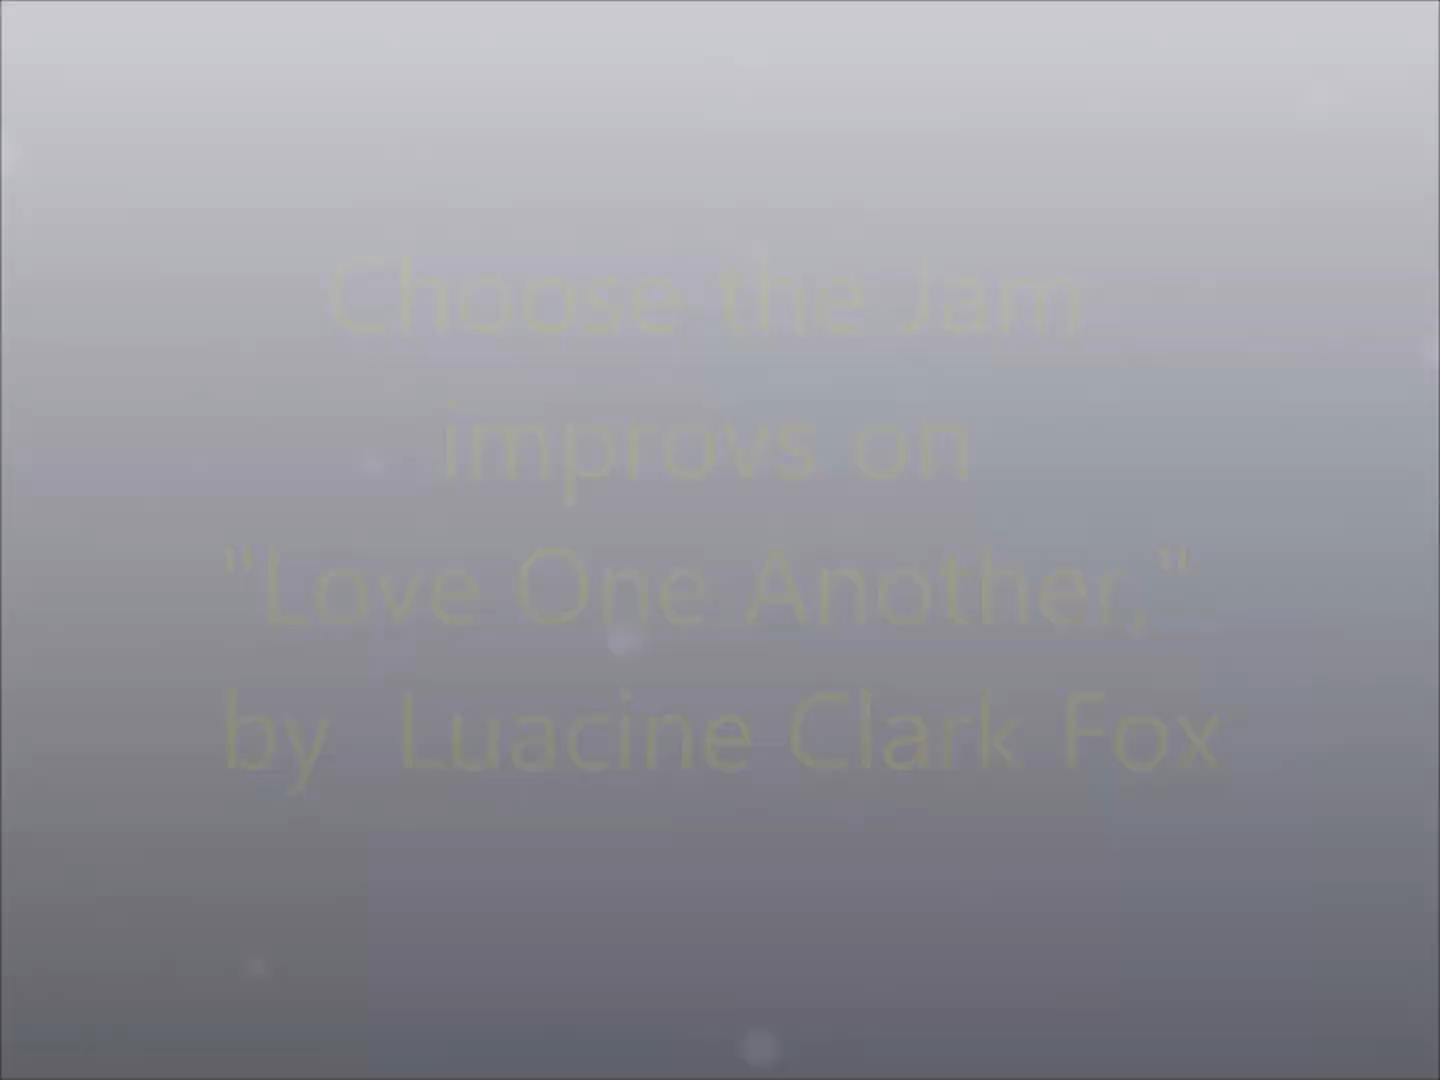 Choose the Jam
improvs on
"Love One Another,"
by Luacine Clark Fox